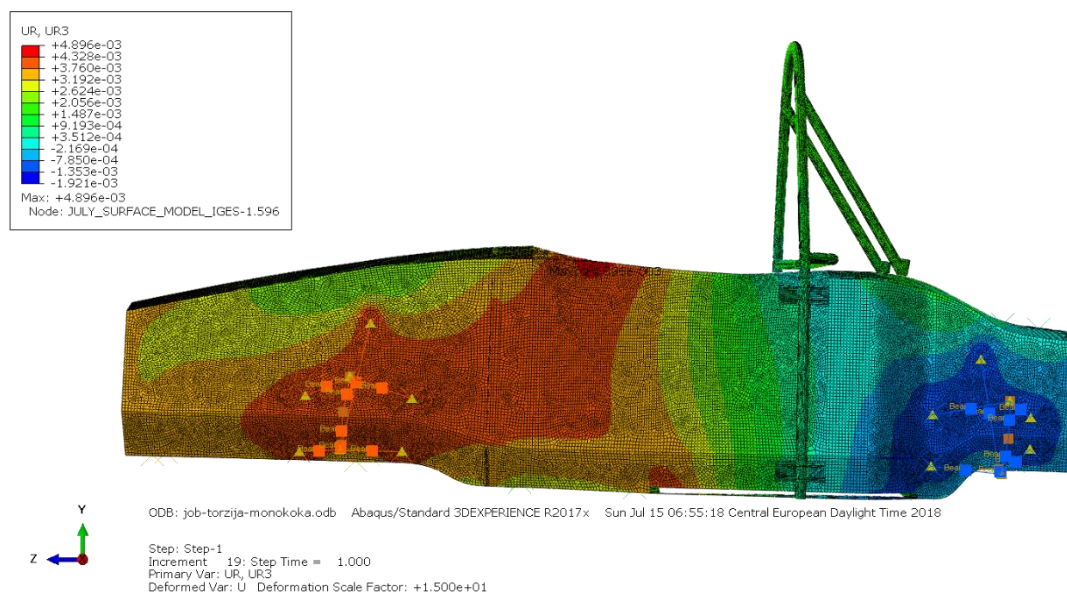 UR, UR3
+4.896e-03
+4.328e-03
+3.760e-03
+3.192e-03
+2.624e-03
+2.056e-03
+1.487e-03
+9.193e-04
+3.512e-04
-2.169e-04
-7.850e-04
-1.353e-03
-1.921e-03
Max: +4.896e-03
Node: JULY_SURFACE_MODEL_IGES-1.596
Y
Z
ODB: job-torzija-monokoka.odb Abaqus/Standard 3DEXPERIENCE R2017x Sun Jul 15 06:55:18 Central European Daylight Time 2018
Step: Step-1
Increment 19: Step Time = 1.000
Primary Var: UR, UR3
Deformed Var: U Deformation Scale Factor: +1.500e+01